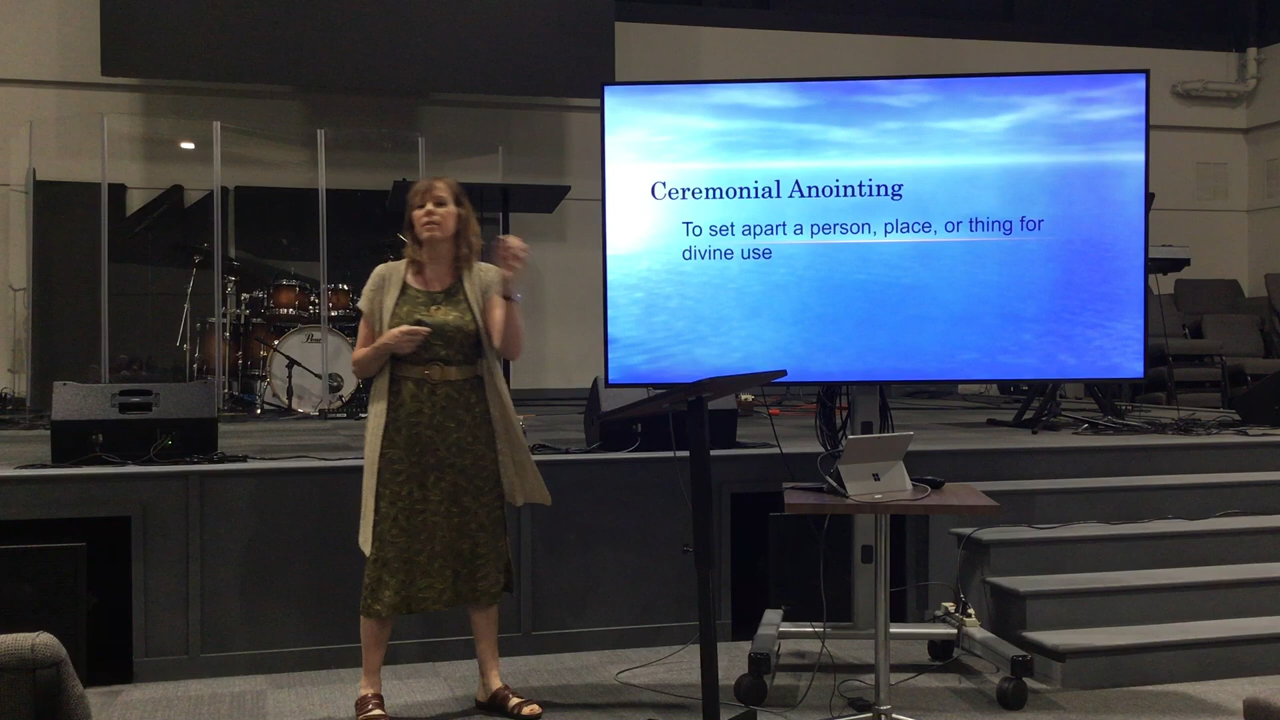 Ceremonial Anointing
To set apart a person, place, or thing for
divine use